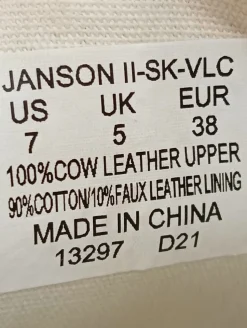 JANSON II-SK-VLC
US UK EUR
7 5 38
100%COW LEATHER UPPER
90%COTTON/10%FAUX LEATHER LINING
MADE IN CHINA
13297 D21